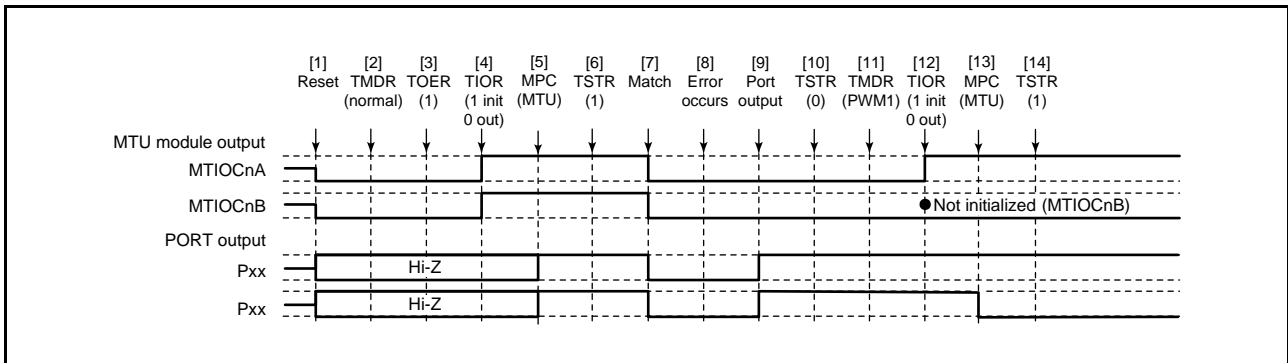 [1] [2] [3] [4] [5] [6] [7] [8] [9] [10] [11] [12] [13] [14]
Reset TMDR TOER TIOR MPC TSTR Match Error Port TSTR TMDR TIOR MPC TSTR
(normal) (1) (1 init (MTU) (1) occurs output (0) (PWM1) (1 init (MTU) (1)
0 out) 0 out)
MTU module output
MTIOCnA
MTIOCnB Not initialized (MTIOCnB)
PORT output
Pxx Hi-Z
Pxx Hi-Z